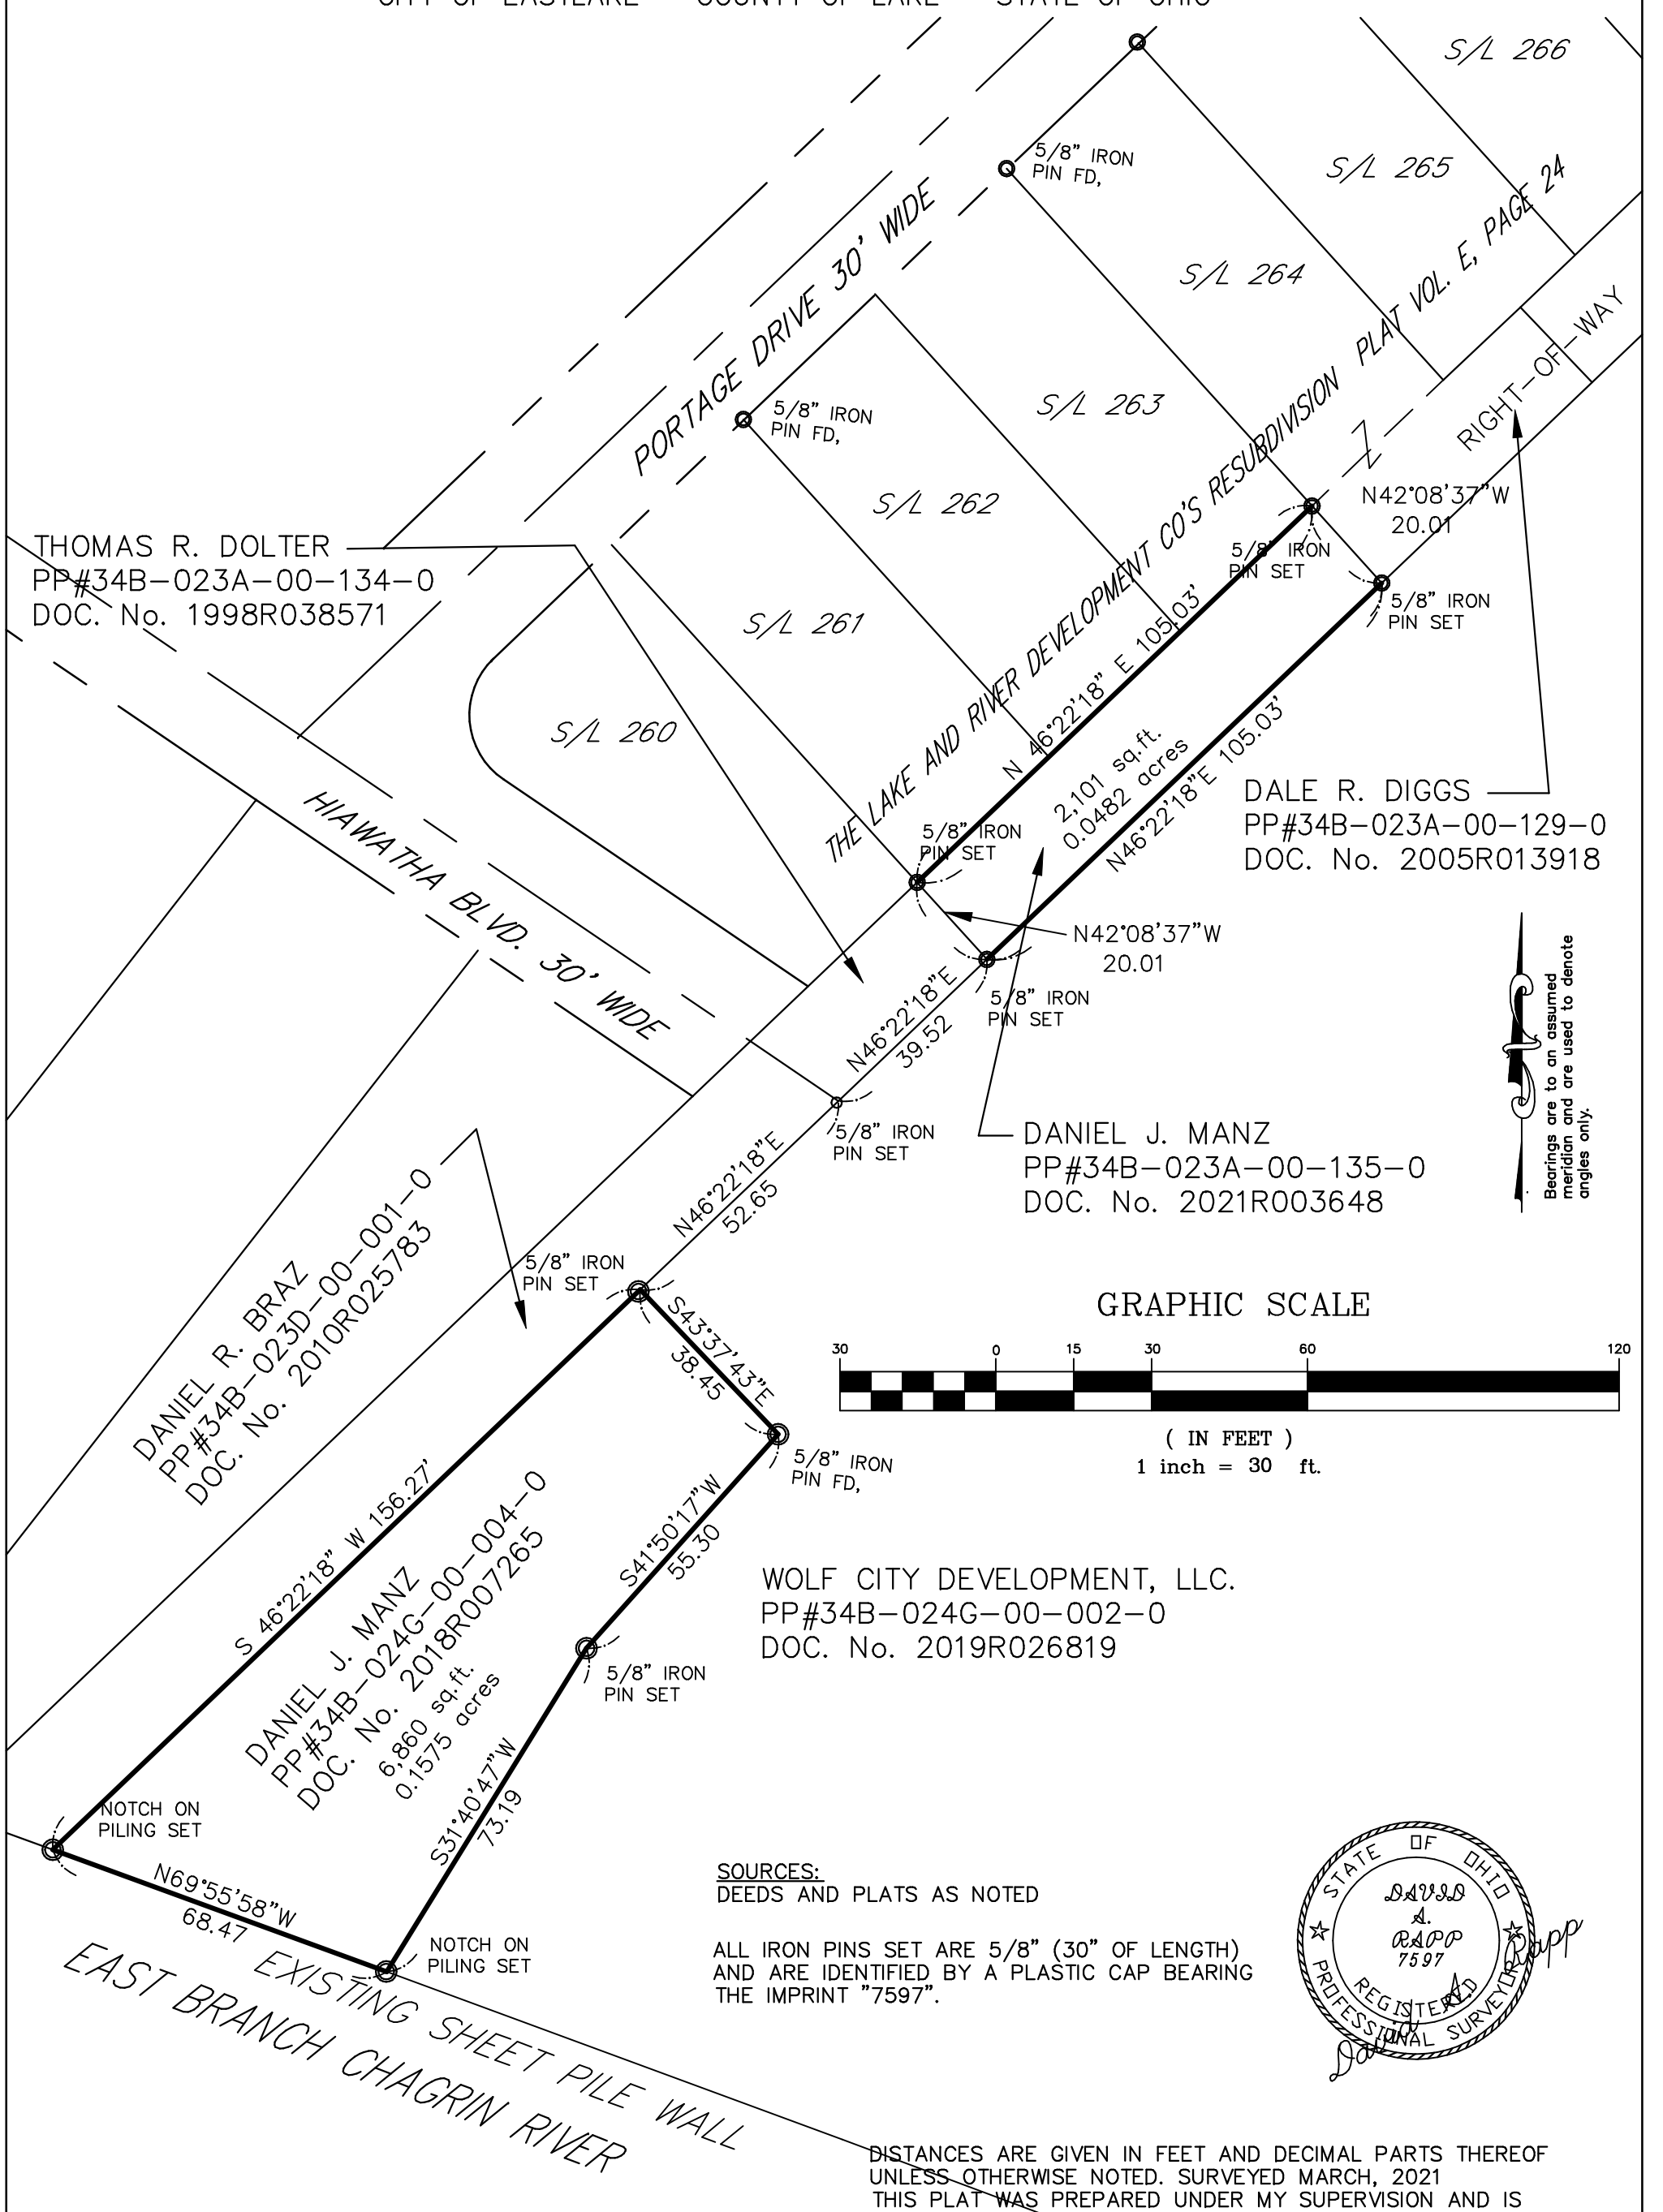 CITY OF EASTLAKE - COUNTY OF LAKE - STATE OF OHIO
S/L 266
5/8" IRON
PIN FD,
S/L 265
S/L 264
PORTAGE DRIVE 30' WIDE
S/L 263
5/8" IRON
PIN FD,
S/L 262
THE LAKE AND RIVER DEVELOPMENT CO'S RESUBDIVISION PLAT VOL. E, PAGE 24
RIGHT-OF-WAY
Z
N42°08'37"W
20.01
5/8" IRON
PIN SET
5/8" IRON
PIN SET
THOMAS R. DOLTER
PP#34B-023A-00-134-0
DOC. No. 1998R038571
S/L 261
S/L 260
N 46°22'18" E 105.03'
2,101 sq.ft.
0.0482 acres
N46°22'18"E 105.03'
DALE R. DIGGS
PP#34B-023A-00-129-0
DOC. No. 2005R013918
HIAWATHA BLVD. 30' WIDE
5/8" IRON
PIN SET
N42°08'37"W
20.01
5/8" IRON
PIN SET
N46°22'18"E
39.52
Bearings are to an assumed
meridian and are used to denote
angles only.
5/8" IRON
PIN SET
DANIEL J. MANZ
PP#34B-023A-00-135-0
DOC. No. 2021R003648
N46°22'18"E
52.65
DANIEL R. BRAZ
PP#34B-023D-00-001-0
DOC. No. 2010R025783
5/8" IRON
PIN SET
S43°37'43"E
38.45
GRAPHIC SCALE
30 0 15 30 60 120
( IN FEET )
1 inch = 30 ft.
5/8" IRON
PIN FD,
S 46°22'18" W 156.27'
DANIEL J. MANZ
PP#34B-024G-00-004-0
DOC. No. 2018R007265
6,860 sq.ft.
0.1575 acres
S41°50'17"W
55.30
WOLF CITY DEVELOPMENT, LLC.
PP#34B-024G-00-002-0
DOC. No. 2019R026819
5/8" IRON
PIN SET
S31°40'47"W
73.19
NOTCH ON
PILING SET
N69°55'58"W
68.47
NOTCH ON
PILING SET
EXISTING SHEET PILE WALL
EAST BRANCH CHAGRIN RIVER
SOURCES:
DEEDS AND PLATS AS NOTED
ALL IRON PINS SET ARE 5/8" (30" OF LENGTH)
AND ARE IDENTIFIED BY A PLASTIC CAP BEARING
THE IMPRINT "7597".
STATE OF OHIO
DAVID
A.
RAPP
7597
REGISTERED
PROFESSIONAL SURVEYOR
David A Rapp
DISTANCES ARE GIVEN IN FEET AND DECIMAL PARTS THEREOF
UNLESS OTHERWISE NOTED. SURVEYED MARCH, 2021
THIS PLAT WAS PREPARED UNDER MY SUPERVISION AND IS